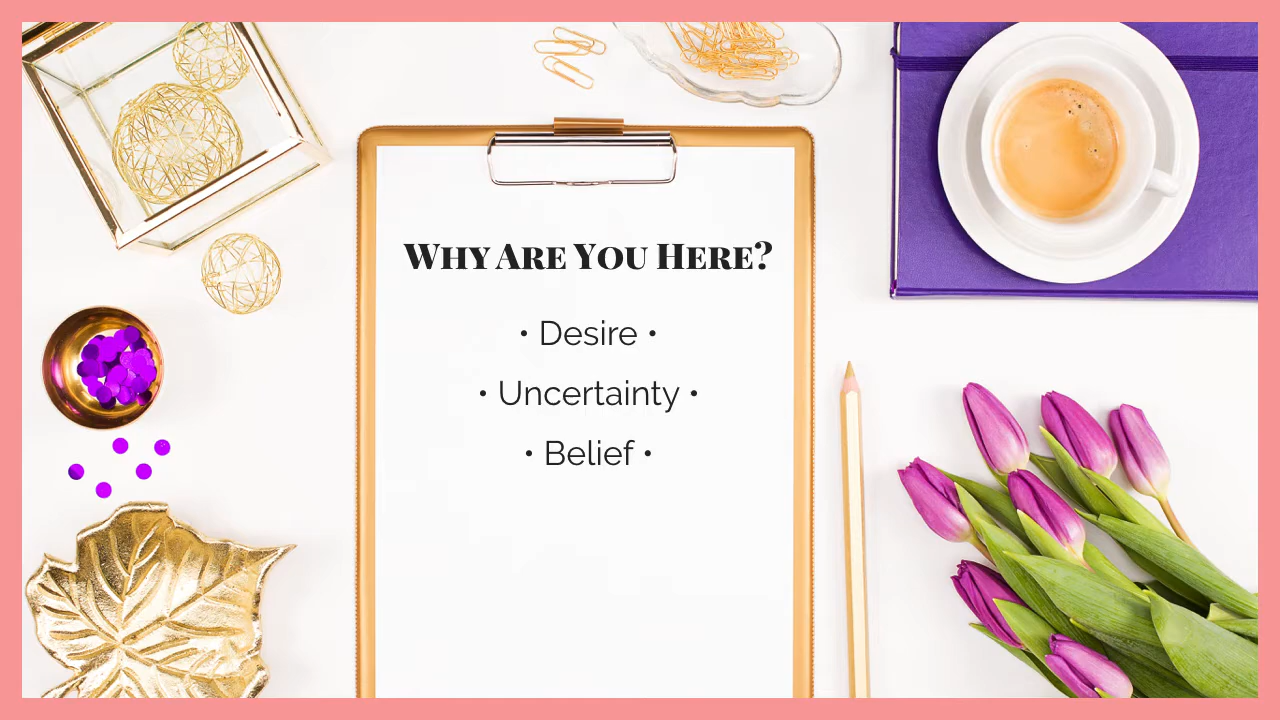 Why Are You Here?
• Desire •
• Uncertainty •
• Belief •